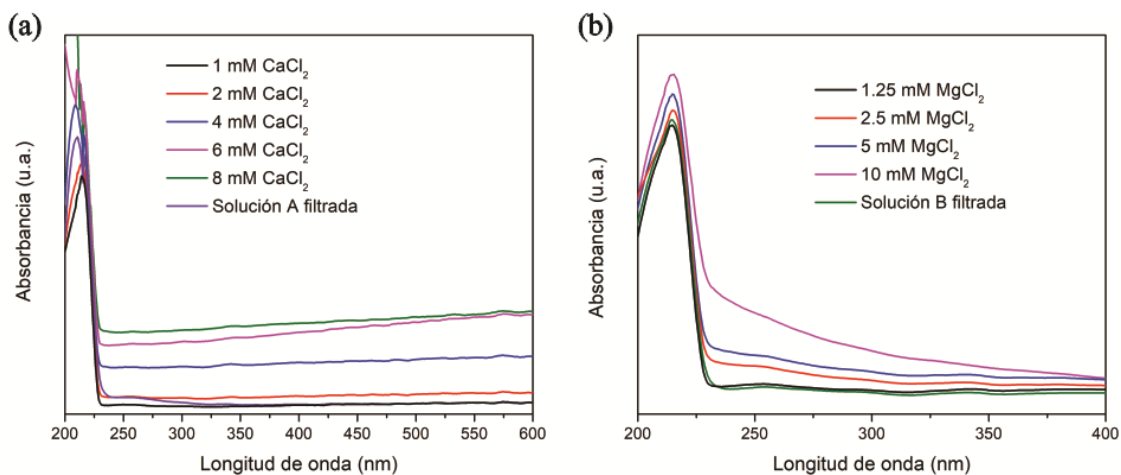 (a)
1 mM CaCl₂
2 mM CaCl₂
4 mM CaCl₂
6 mM CaCl₂
8 mM CaCl₂
Solución A filtrada
Absorbancia (u.a.)
200 250 300 350 400 450 500 550 600
Longitud de onda (nm)
(b)
1.25 mM MgCl₂
2.5 mM MgCl₂
5 mM MgCl₂
10 mM MgCl₂
Solución B filtrada
Absorbancia (u.a.)
200 250 300 350 400
Longitud de onda (nm)